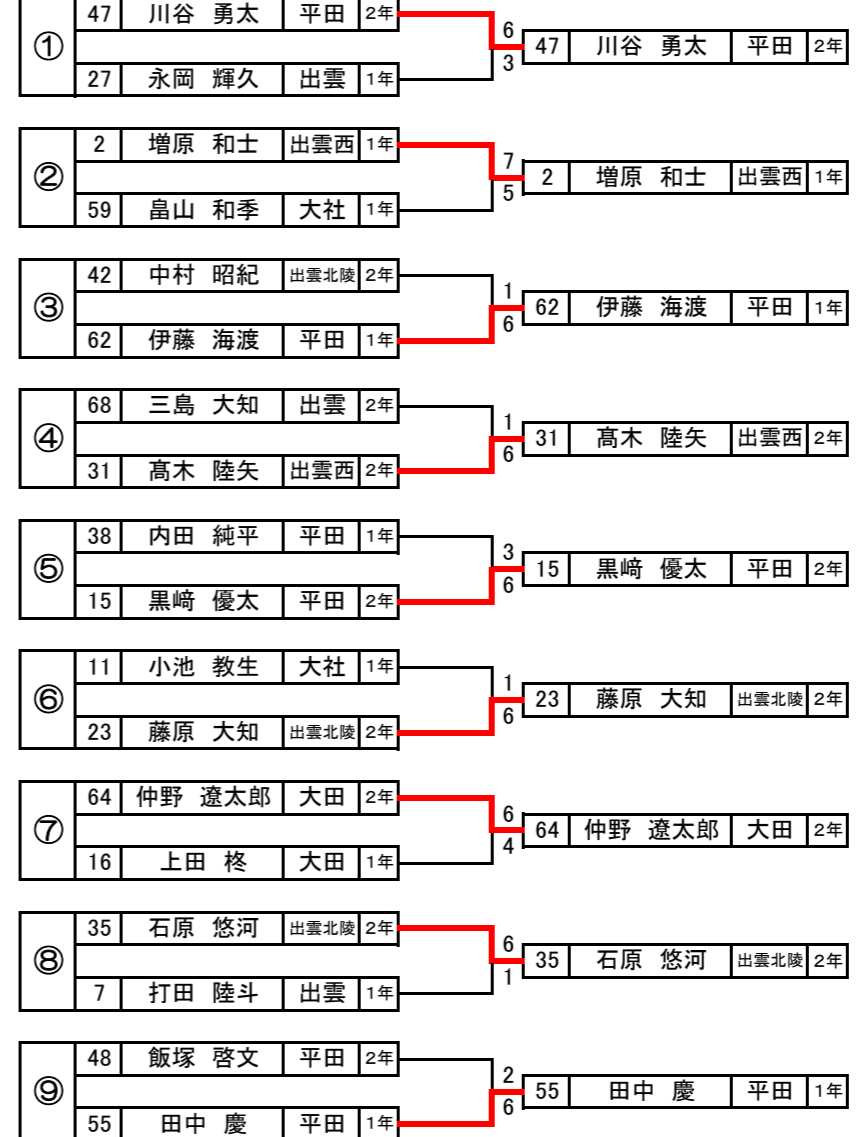 ① 47 川谷 勇太 平田 2年
6 47 川谷 勇太 平田 2年
3
27 永岡 輝久 出雲 1年
② 2 増原 和士 出雲西 1年
7 2 増原 和士 出雲西 1年
5
59 畠山 和季 大社 1年
③ 42 中村 昭紀 出雲北陵 2年
1 62 伊藤 海渡 平田 1年
6
62 伊藤 海渡 平田 1年
④ 68 三島 大知 出雲 2年
1 31 髙木 陸矢 出雲西 2年
6
31 髙木 陸矢 出雲西 2年
⑤ 38 内田 純平 平田 1年
3 15 黒﨑 優太 平田 2年
6
15 黒﨑 優太 平田 2年
⑥ 11 小池 教生 大社 1年
1 23 藤原 大知 出雲北陵 2年
6
23 藤原 大知 出雲北陵 2年
⑦ 64 仲野 遼太郎 大田 2年
6 64 仲野 遼太郎 大田 2年
4
16 上田 柊 大田 1年
⑧ 35 石原 悠河 出雲北陵 2年
6 35 石原 悠河 出雲北陵 2年
1
7 打田 陸斗 出雲 1年
⑨ 48 飯塚 啓文 平田 2年
2 55 田中 慶 平田 1年
6
55 田中 慶 平田 1年